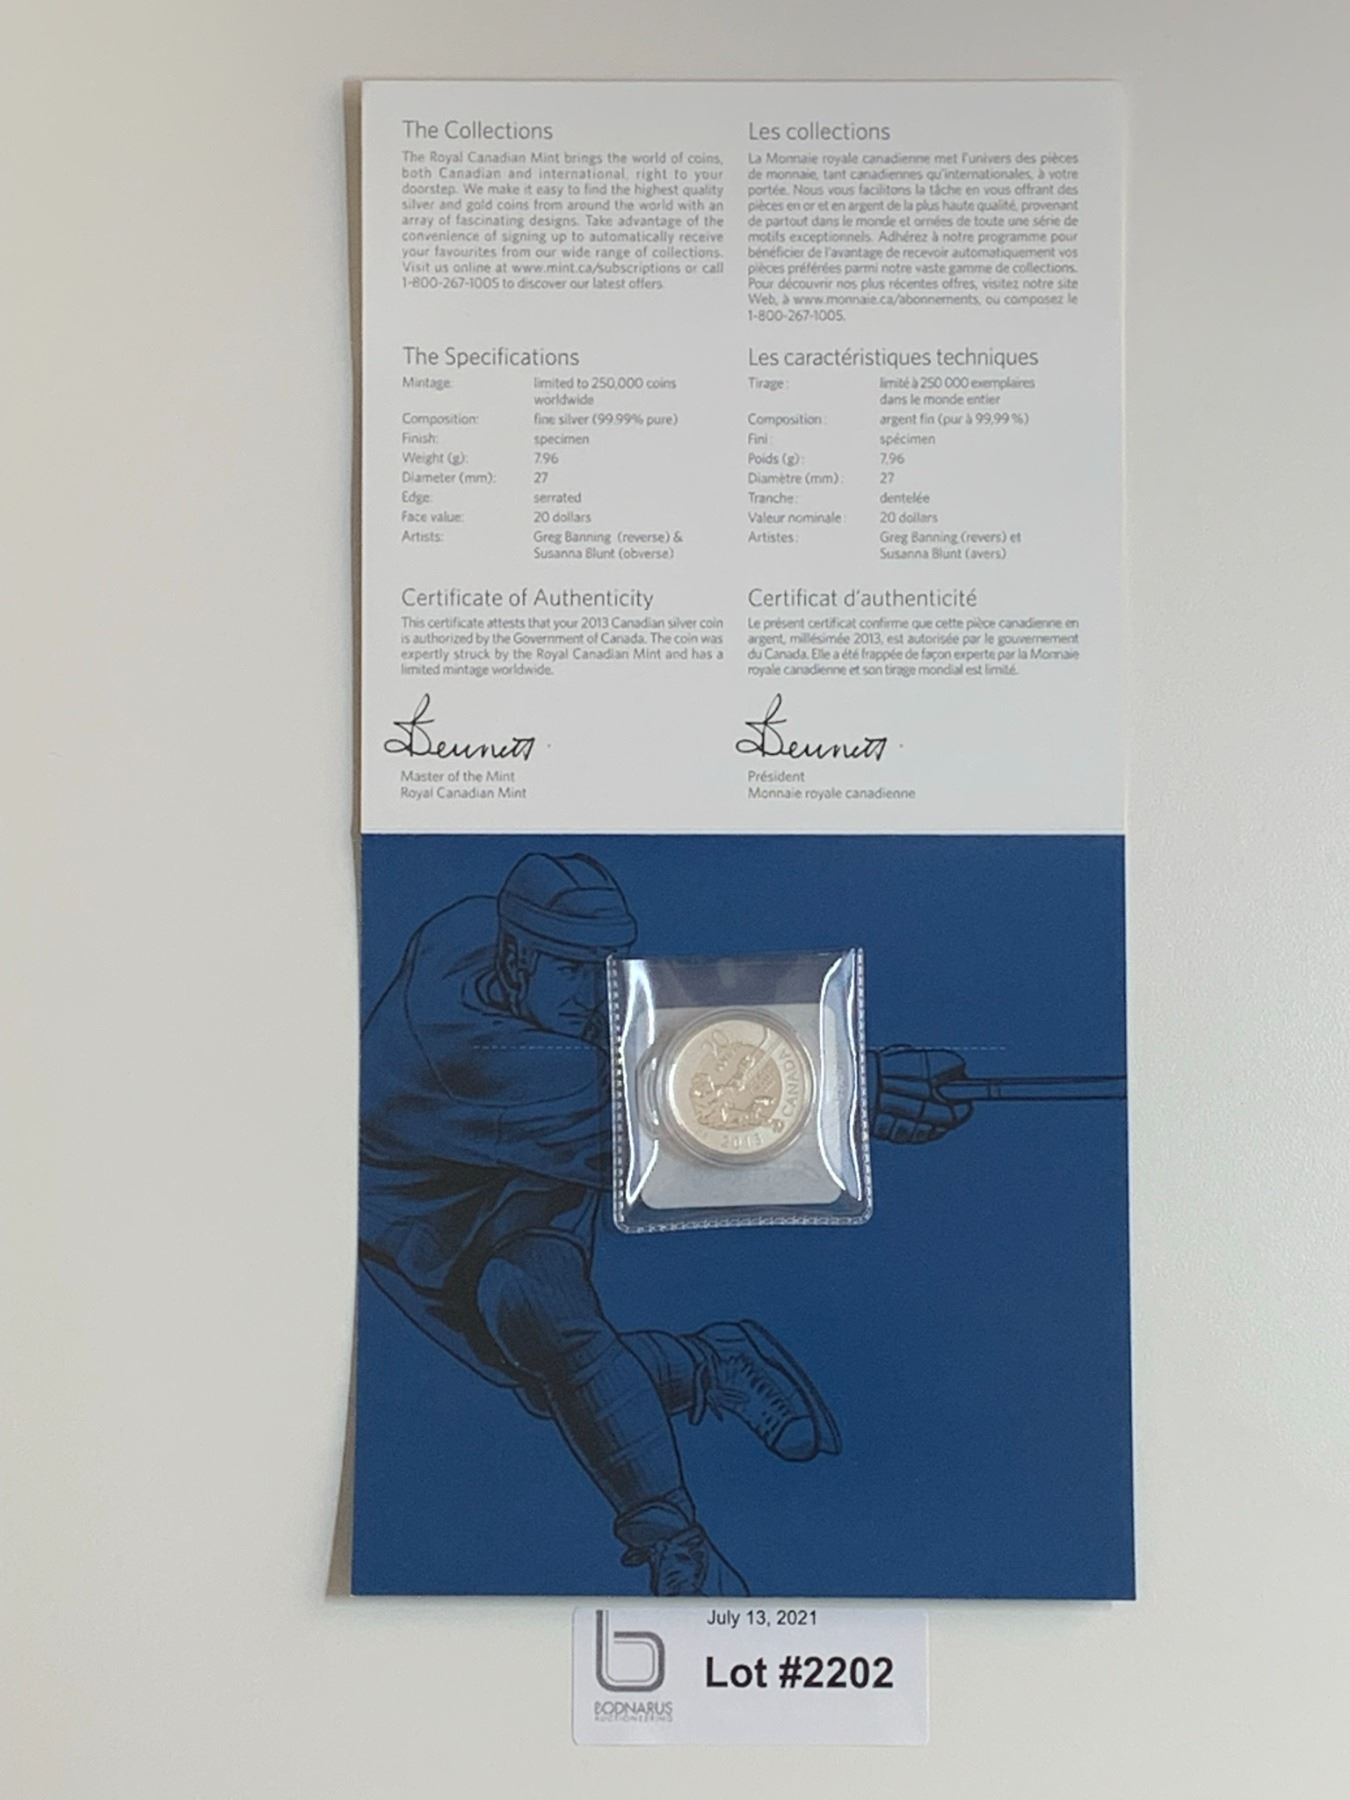 The Collections
The Royal Canadian Mint brings the world of coins,
both Canadian and international, right to your
doorstep. We make it easy to find the highest quality
silver and gold coins from around the world with an
array of fascinating designs. Take advantage of the
convenience of signing up to automatically receive
your favourites from our wide range of collections.
Visit us online at www.mint.ca/subscriptions or call
1-800-267-1005 to discover our latest offers.
Les collections
La Monnaie royale canadienne met l'univers des pièces
de monnaie, tant canadiennes qu'internationales, à votre
portée. Nous vous facilitons la tâche en vous offrant des
pièces en or et en argent de la plus haute qualité, provenant
de partout dans le monde et ornées de toute une série de
motifs exceptionnels. Adhérez à notre programme pour
bénéficier de l'avantage de recevoir automatiquement vos
pièces préférées parmi notre vaste gamme de collections.
Pour découvrir nos plus récentes offres, visitez notre site
Web, à www.monnaie.ca/abonnements, ou composez le
1-800-267-1005.
The Specifications
Mintage: limited to 250,000 coins
worldwide
Composition: fine silver (99.99% pure)
Finish: specimen
Weight (g): 7.96
Diameter (mm): 27
Edge: serrated
Face value: 20 dollars
Artists: Greg Banning (reverse) &
Susanna Blunt (obverse)
Les caractéristiques techniques
Tirage : limité à 250 000 exemplaires
dans le monde entier
Composition : argent fin (pur à 99,99 %)
Fini : spécimen
Poids (g) : 7,96
Diamètre (mm) : 27
Tranche : dentelée
Valeur nominale : 20 dollars
Artistes : Greg Banning (revers) et
Susanna Blunt (avers)
Certificate of Authenticity
This certificate attests that your 2013 Canadian silver coin
is authorized by the Government of Canada. The coin was
expertly struck by the Royal Canadian Mint and has a
limited mintage worldwide.
Bennett
Master of the Mint
Royal Canadian Mint
Certificat d'authenticité
Le présent certificat confirme que cette pièce canadienne en
argent, millésimée 2013, est autorisée par le gouvernement
du Canada. Elle a été frappée de façon experte par la Monnaie
royale canadienne et son tirage mondial est limité.
Bennett
Président
Monnaie royale canadienne
20
CANADA
2013
July 13, 2021
Lot #2202
BODNARUS
AUCTIONEERING